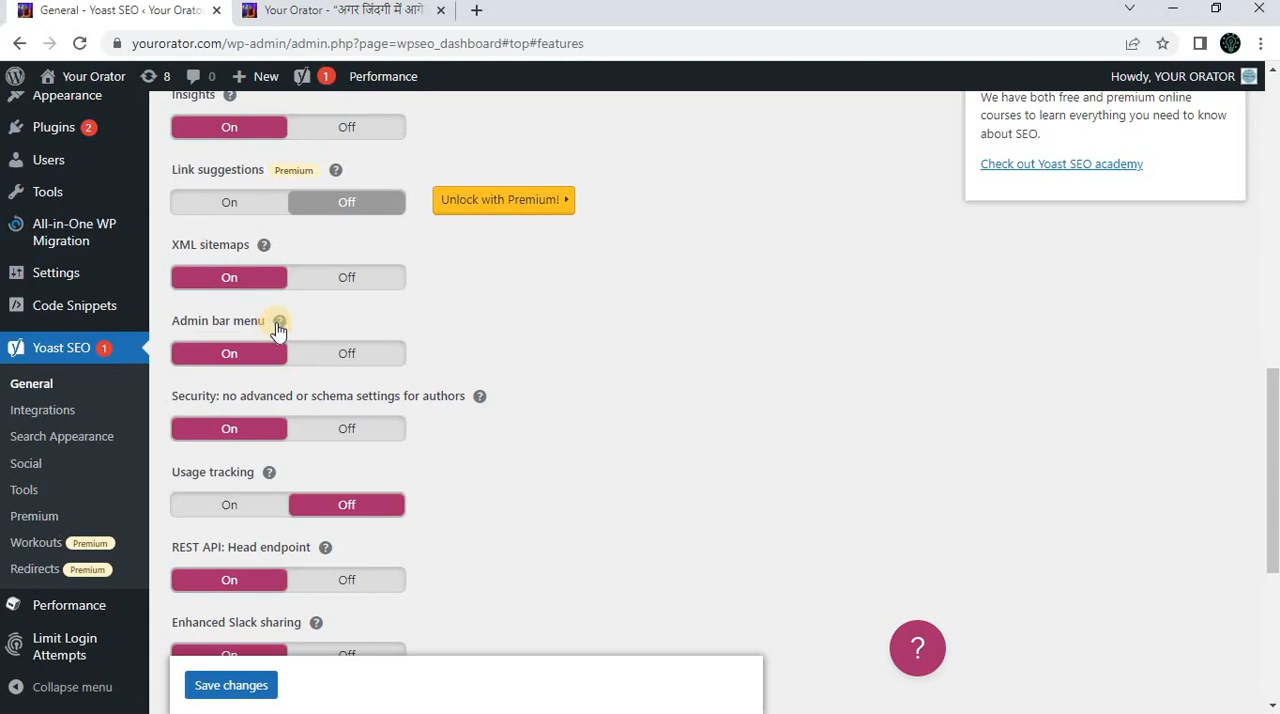 General - Yoast SEO ‹ Your Orato
Your Orator - "अगर जिंदगी में आगे
yourorator.com/wp-admin/admin.php?page=wpseo_dashboard#top#features
Your Orator 8 0 New 1 Performance
Howdy, YOUR ORATOR
Appearance
Plugins 2
Users
Tools
All-in-One WP
Migration
Settings
Code Snippets
Yoast SEO 1
General
Integrations
Search Appearance
Social
Tools
Premium
Workouts Premium
Redirects Premium
Performance
Limit Login
Attempts
Collapse menu
Insights ?
On Off
Link suggestions Premium ?
On Off
Unlock with Premium!
XML sitemaps ?
On Off
Admin bar menu ?
On Off
Security: no advanced or schema settings for authors ?
On Off
Usage tracking ?
On Off
REST API: Head endpoint ?
On Off
Enhanced Slack sharing ?
On Off
Save changes
We have both free and premium online
courses to learn everything you need to know
about SEO.
Check out Yoast SEO academy
?